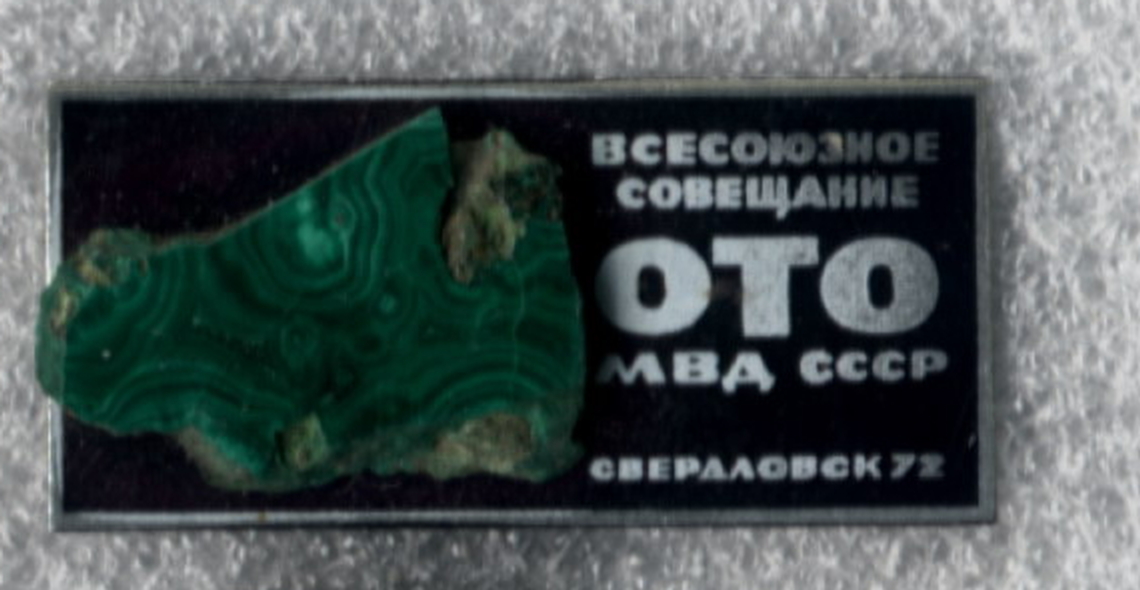 ВСЕСОЮЗНОЕ
СОВЕЩАНИЕ
ОТО
МВД СССР
СВЕРДЛОВСК 72